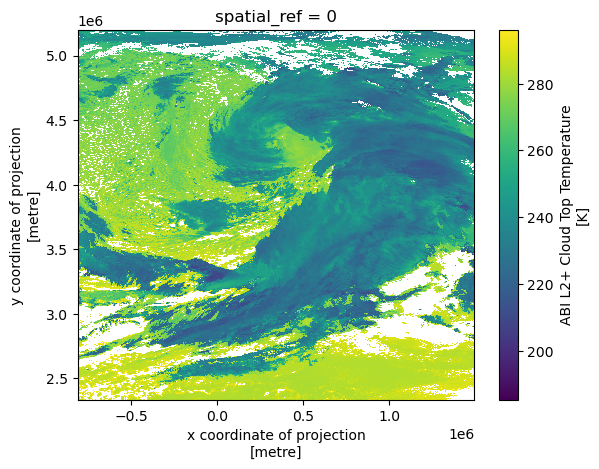 spatial_ref = 0
1e6
5.0
4.5
4.0
3.5
3.0
2.5
y coordinate of projection
[metre]
−0.5
0.0
0.5
1.0
1e6
x coordinate of projection
[metre]
280
260
240
220
200
ABI L2+ Cloud Top Temperature
[K]